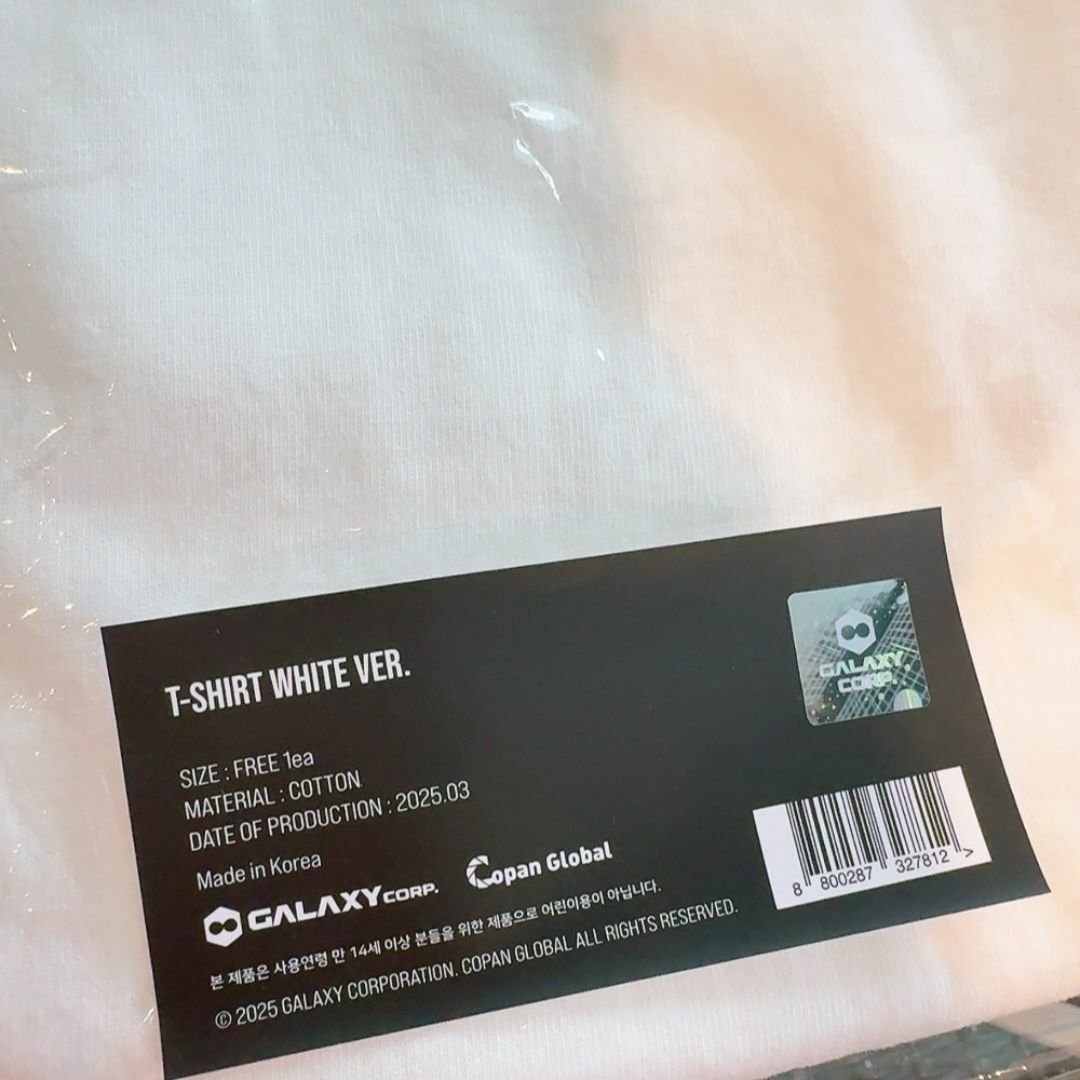 T-SHIRT WHITE VER.
GALAXY
CORP.
SIZE : FREE 1ea
MATERIAL : COTTON
DATE OF PRODUCTION : 2025.03
Made in Korea
GALAXY CORP. Copan Global
본 제품은 사용연령 만 14세 이상 분들을 위한 제품으로 어린이용이 아닙니다.
© 2025 GALAXY CORPORATION. COPAN GLOBAL ALL RIGHTS RESERVED.
8 800287 327812 >